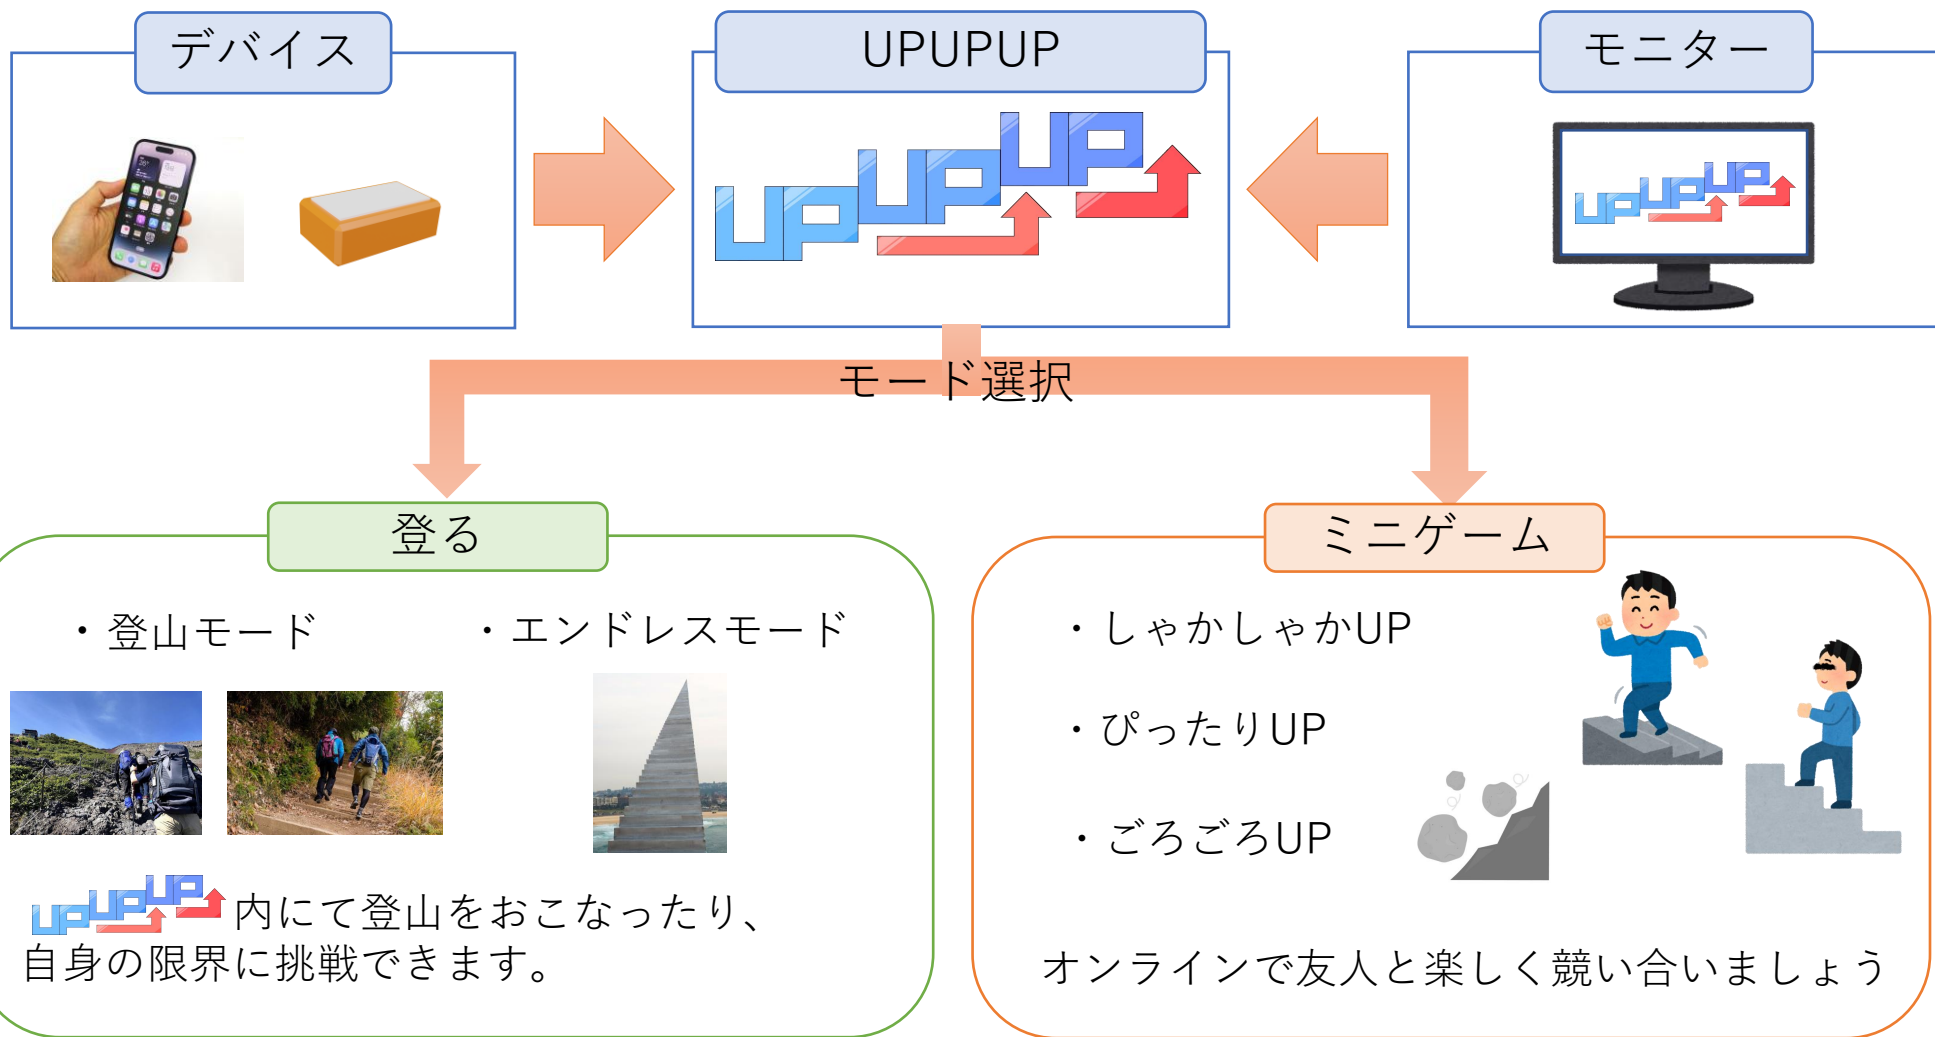 デバイス
UPUPUP
モニター
UPUPUP
UPUPUP
モード選択
登る
ミニゲーム
・登山モード
・エンドレスモード
・しゃかしゃかUP
・ぴったりUP
・ごろごろUP
UPUPUP内にて登山をおこなったり、
自身の限界に挑戦できます。
オンラインで友人と楽しく競い合いましょう